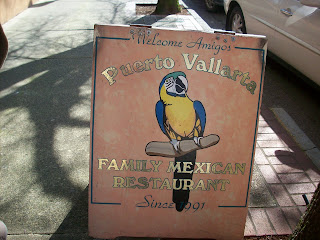 Welcome Amigos
Puerto Vallarta
FAMILY MEXICAN
RESTAURANT
Since 1991